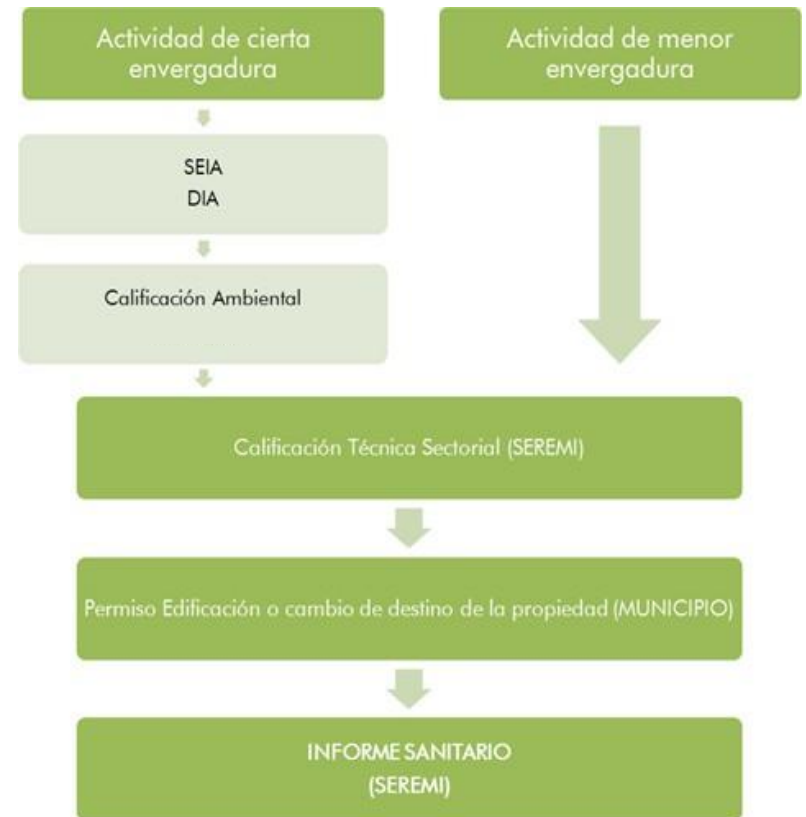 Actividad de cierta
envergadura
Actividad de menor
envergadura
SEIA
DIA
Calificación Ambiental
Calificación Técnica Sectorial (SEREMI)
Permiso Edificación o cambio de destino de la propiedad (MUNICIPIO)
INFORME SANITARIO
(SEREMI)